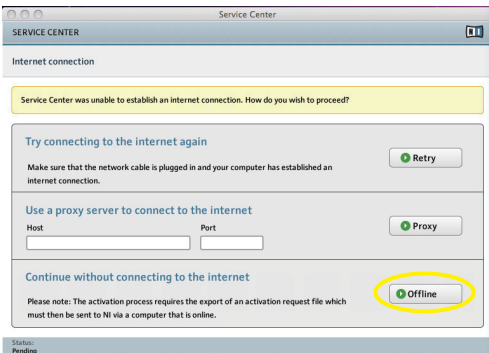 Service Center
SERVICE CENTER
NI
Internet connection
Service Center was unable to establish an internet connection. How do you wish to proceed?
Try connecting to the internet again
Make sure that the network cable is plugged in and your computer has established an
internet connection.
Retry
Use a proxy server to connect to the internet
Host Port
Proxy
Continue without connecting to the internet
Please note: The activation process requires the export of an activation request file which
must then be sent to NI via a computer that is online.
Offline
Status:
Pending